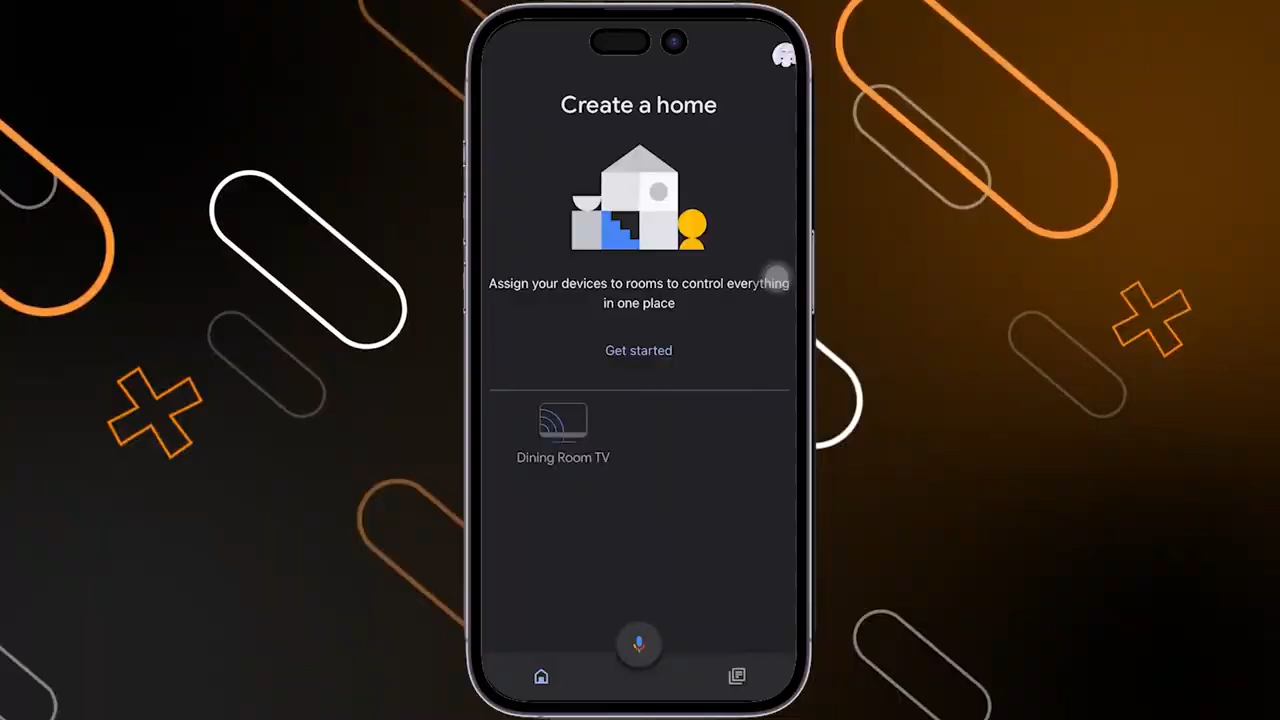 Create a home
Assign your devices to rooms to control everything
in one place
Get started
Dining Room TV